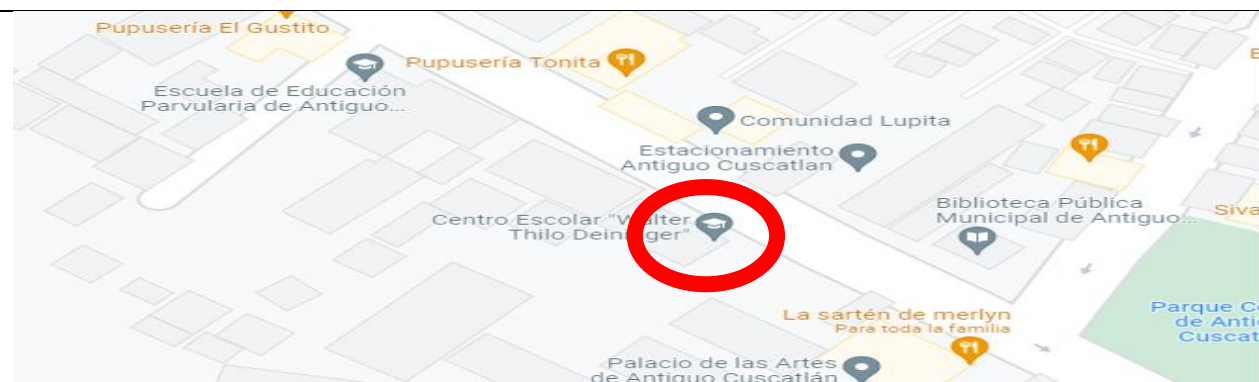 Pupusería El Gustito
Pupusería Tonita
Escuela de Educación
Parvularia de Antiguo...
Comunidad Lupita
Estacionamiento
Antiguo Cuscatlan
Centro Escolar "Walter
Thilo Deininger"
Biblioteca Pública
Municipal de Antiguo...
La sartén de merlyn
Para toda la familia
Palacio de las Artes
de Antiguo Cuscatlán
Parque
de